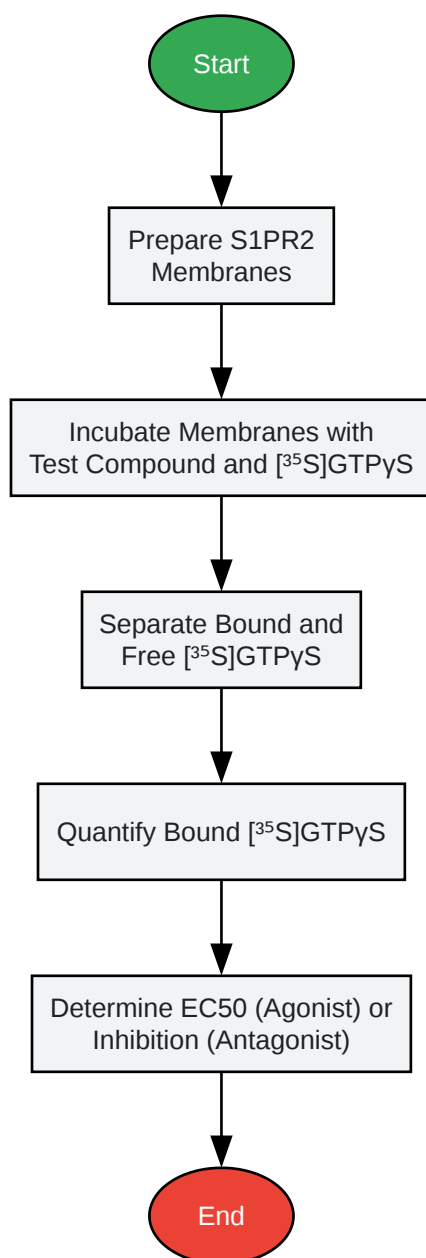 Start
Prepare S1PR2
Membranes
Incubate Membranes with
Test Compound and [³⁵S]GTPγS
Separate Bound and
Free [³⁵S]GTPγS
Quantify Bound [³⁵S]GTPγS
Determine EC50 (Agonist) or
Inhibition (Antagonist)
End